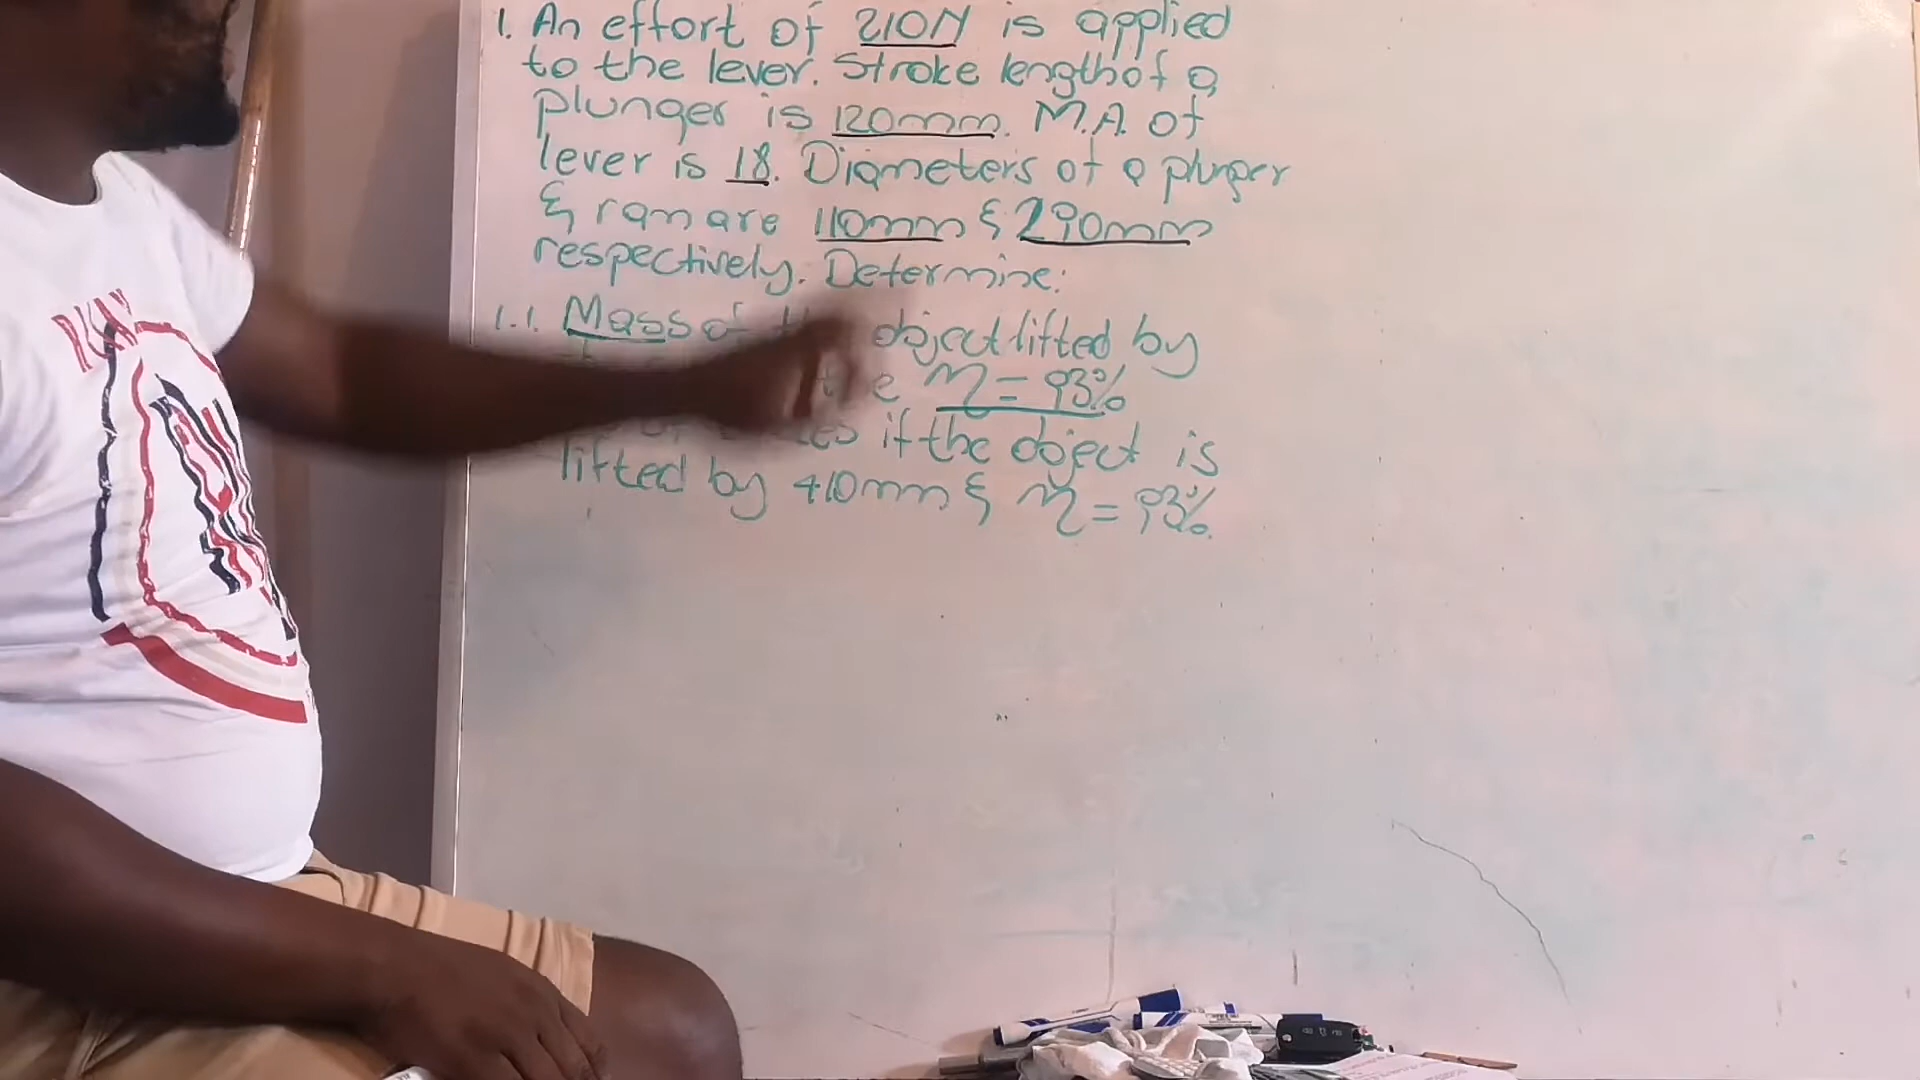 1. An effort of 210N is applied
to the lever. Stroke length of a
plunger is 120mm. M.A. of
lever is 18. Diameters of a plunger
& ram are 110mm & 290mm
respectively. Determine:
1.1. Mass of object lifted by
η = 93%
if the object is
lifted by 410mm & η = 93%.